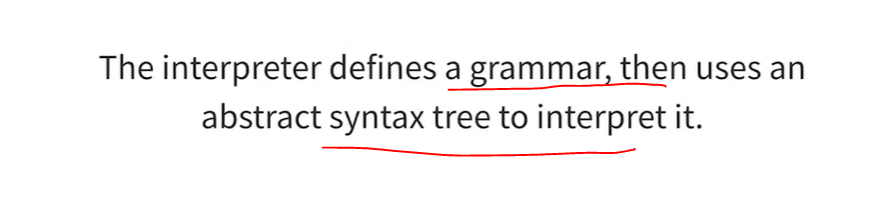 The interpreter defines a grammar, then uses an
abstract syntax tree to interpret it.